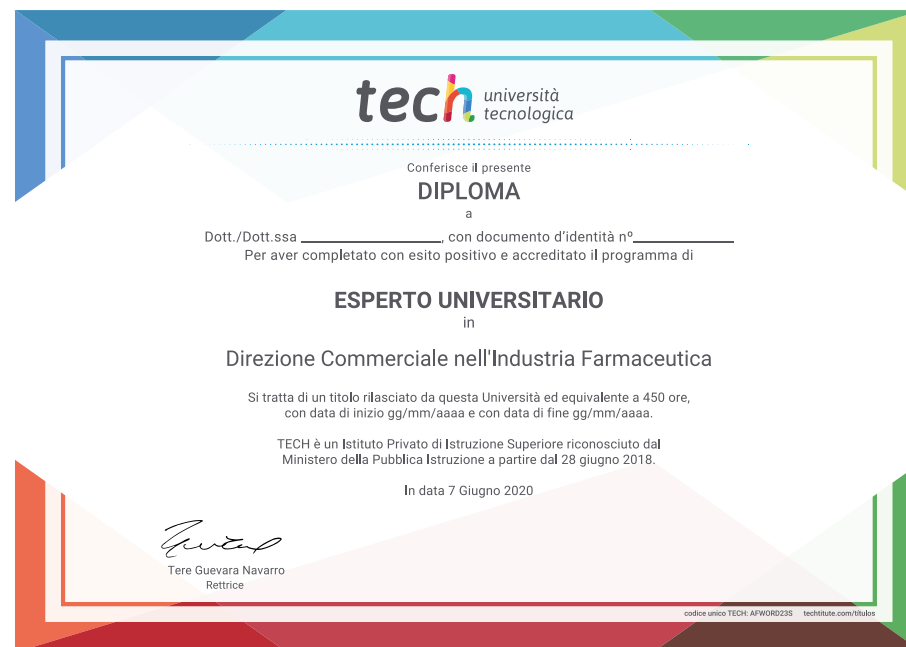 tech università
tecnologica
Conferisce il presente
DIPLOMA
a
Dott./Dott.ssa ____________________, con documento d'identità nº______________
Per aver completato con esito positivo e accreditato il programma di
ESPERTO UNIVERSITARIO
in
Direzione Commerciale nell'Industria Farmaceutica
Si tratta di un titolo rilasciato da questa Università ed equivalente a 450 ore,
con data di inizio gg/mm/aaaa e con data di fine gg/mm/aaaa.
TECH è un Istituto Privato di Istruzione Superiore riconosciuto dal
Ministero della Pubblica Istruzione a partire dal 28 giugno 2018.
In data 7 Giugno 2020
Tere Guevara Navarro
Rettrice
codice unico TECH: AFWORD23S techtitute.com/titulos